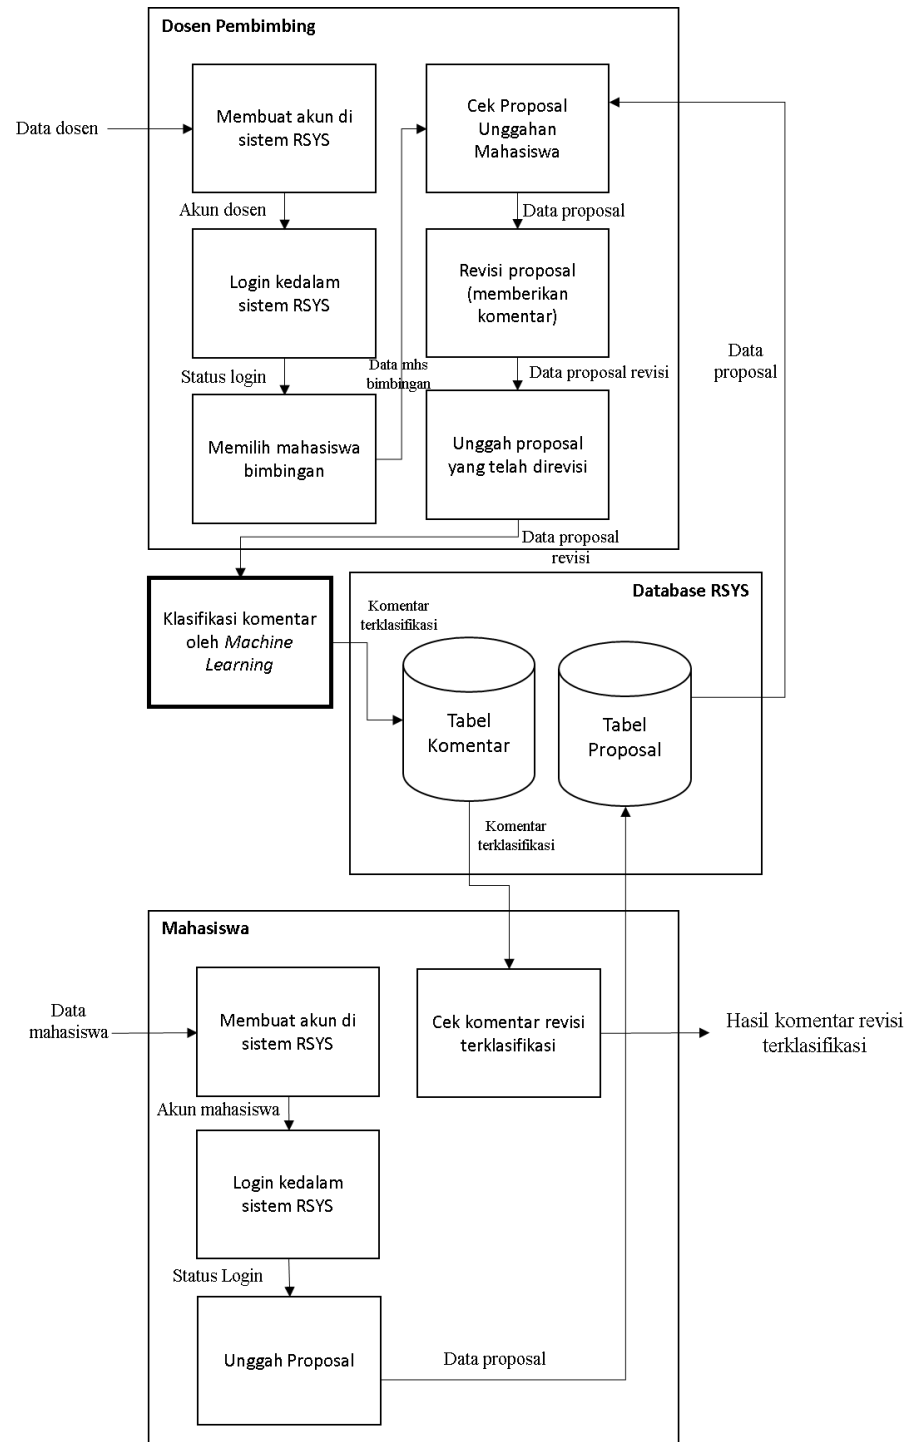 Dosen Pembimbing
Data dosen
Membuat akun di
sistem RSYS
Akun dosen
Login kedalam
sistem RSYS
Status login
Memilih mahasiswa
bimbingan
Data mhs
bimbingan
Cek Proposal
Unggahan
Mahasiswa
Data proposal
Revisi proposal
(memberikan
komentar)
Data proposal revisi
Unggah proposal
yang telah direvisi
Data proposal
revisi
Data
proposal
Klasifikasi komentar
oleh Machine
Learning
Database RSYS
Komentar
terklasifikasi
Tabel
Komentar
Tabel
Proposal
Komentar
terklasifikasi
Mahasiswa
Data
mahasiswa
Membuat akun di
sistem RSYS
Akun mahasiswa
Login kedalam
sistem RSYS
Status Login
Unggah Proposal
Data proposal
Cek komentar revisi
terklasifikasi
Hasil komentar revisi
terklasifikasi